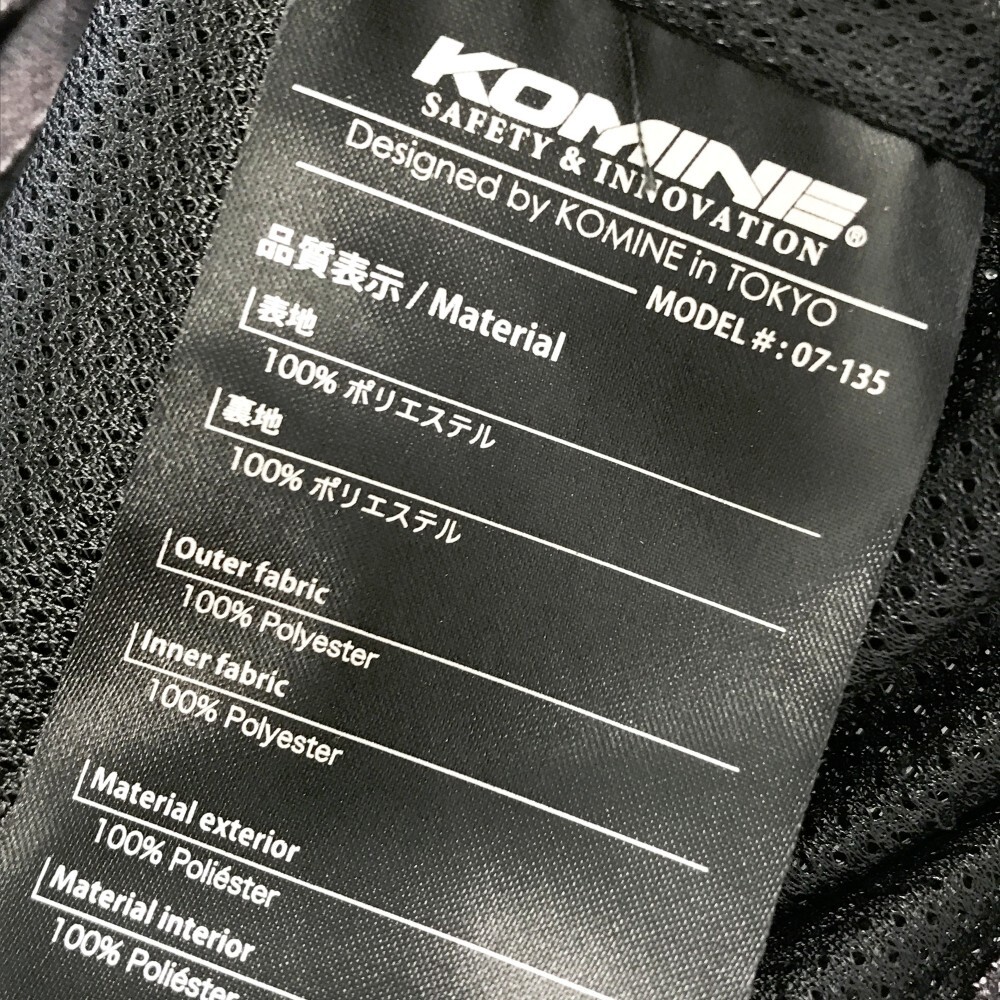 KOMINE®
SAFETY & INNOVATION
Designed by KOMINE in TOKYO
MODEL # : 07-135
品質表示 / Material
表地
100% ポリエステル
裏地
100% ポリエステル
Outer fabric
100% Polyester
Inner fabric
100% Polyester
Material exterior
100% Poliéster
Material interior
100% Poliéster